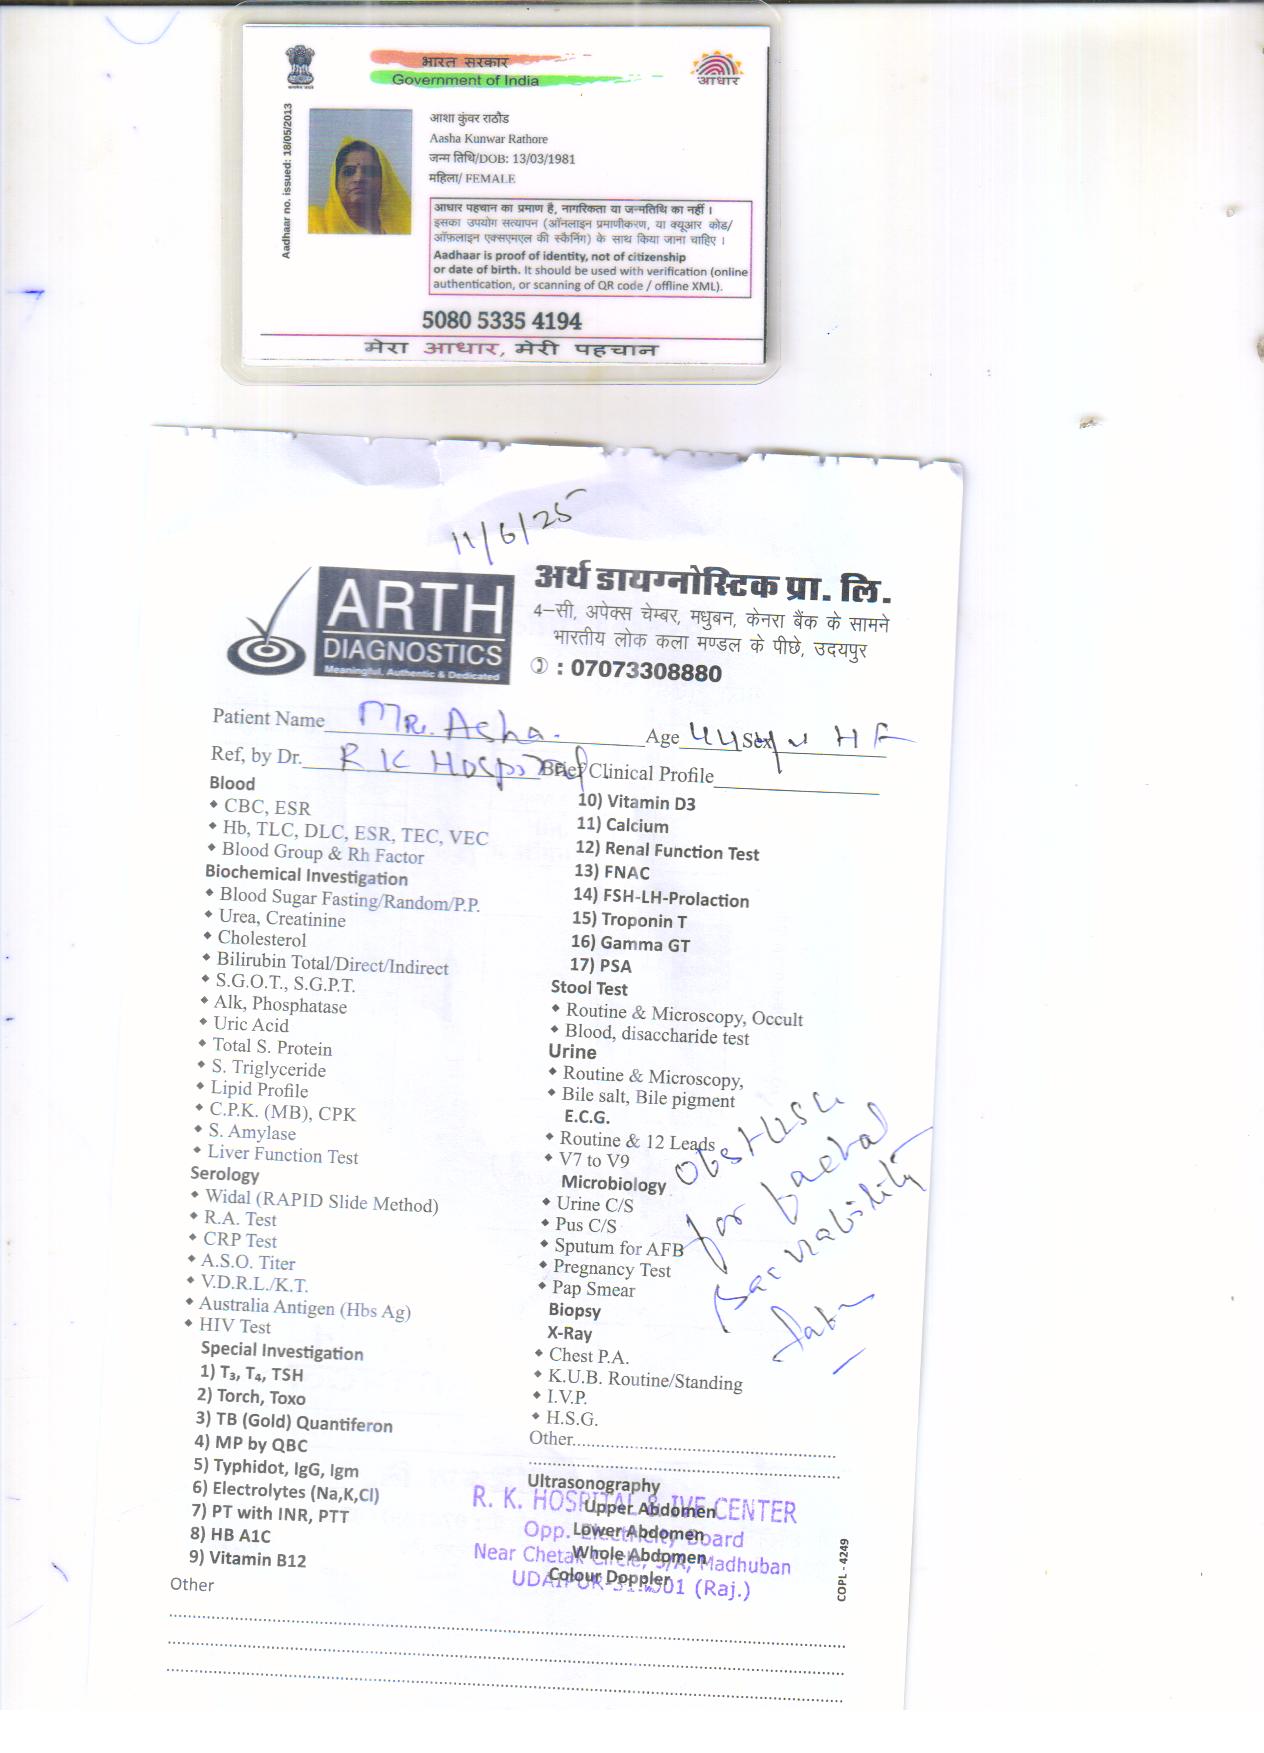 भारत सरकार
Government of India
आधार
Aadhaar no. issued: 18/05/2013
आशा कुंवर राठौड
Aasha Kunwar Rathore
जन्म तिथि/DOB: 13/03/1981
महिला/ FEMALE
आधार पहचान का प्रमाण है, नागरिकता या जन्मतिथि का नहीं ।
इसका उपयोग सत्यापन (ऑनलाइन प्रमाणीकरण, या क्यूआर कोड/
ऑफ़लाइन एक्सएमएल की स्कैनिंग) के साथ किया जाना चाहिए ।
Aadhaar is proof of identity, not of citizenship
or date of birth. It should be used with verification (online
authentication, or scanning of QR code / offline XML).
5080 5335 4194
मेरा आधार, मेरी पहचान
11/6/25
ARTH
DIAGNOSTICS
Meaningful, Authentic & Dedicated
अर्थ डायग्नोस्टिक प्रा. लि.
4-सी, अपेक्स चेम्बर, मधुबन, केनरा बैंक के सामने
भारतीय लोक कला मण्डल के पीछे, उदयपुर
: 07073308880
Patient Name Mr. Asha. Age 44 Sex F
Ref, by Dr. R K Hospital Brief Clinical Profile
Blood
CBC, ESR
Hb, TLC, DLC, ESR, TEC, VEC
Blood Group & Rh Factor
Biochemical Investigation
Blood Sugar Fasting/Random/P.P.
Urea, Creatinine
Cholesterol
Bilirubin Total/Direct/Indirect
S.G.O.T., S.G.P.T.
Alk, Phosphatase
Uric Acid
Total S. Protein
S. Triglyceride
Lipid Profile
C.P.K. (MB), CPK
S. Amylase
Liver Function Test
Serology
Widal (RAPID Slide Method)
R.A. Test
CRP Test
A.S.O. Titer
V.D.R.L./K.T.
Australia Antigen (Hbs Ag)
HIV Test
Special Investigation
1) T₃, T₄, TSH
2) Torch, Toxo
3) TB (Gold) Quantiferon
4) MP by QBC
5) Typhidot, IgG, Igm
6) Electrolytes (Na,K,Cl)
7) PT with INR, PTT
8) HB A1C
9) Vitamin B12
Other
10) Vitamin D3
11) Calcium
12) Renal Function Test
13) FNAC
14) FSH-LH-Prolaction
15) Troponin T
16) Gamma GT
17) PSA
Stool Test
Routine & Microscopy, Occult
Blood, disaccharide test
Urine
Routine & Microscopy,
Bile salt, Bile pigment
E.C.G.
Routine & 12 Leads
V7 to V9
Microbiology
Urine C/S
Pus C/S
Sputum for AFB
Pregnancy Test
Pap Smear
Biopsy
X-Ray
Chest P.A.
K.U.B. Routine/Standing
I.V.P.
H.S.G.
Other
Obst USG
for faetal
viability
Ultrasonography
Upper Abdomen
Lower Abdomen
Whole Abdomen
Colour Doppler
R. K. HOSPITAL & IVF CENTER
Opp. Electricity Board
Near Chetak Circle, 5/A, Madhuban
UDAIPUR-313001 (Raj.)
COPL - 4249